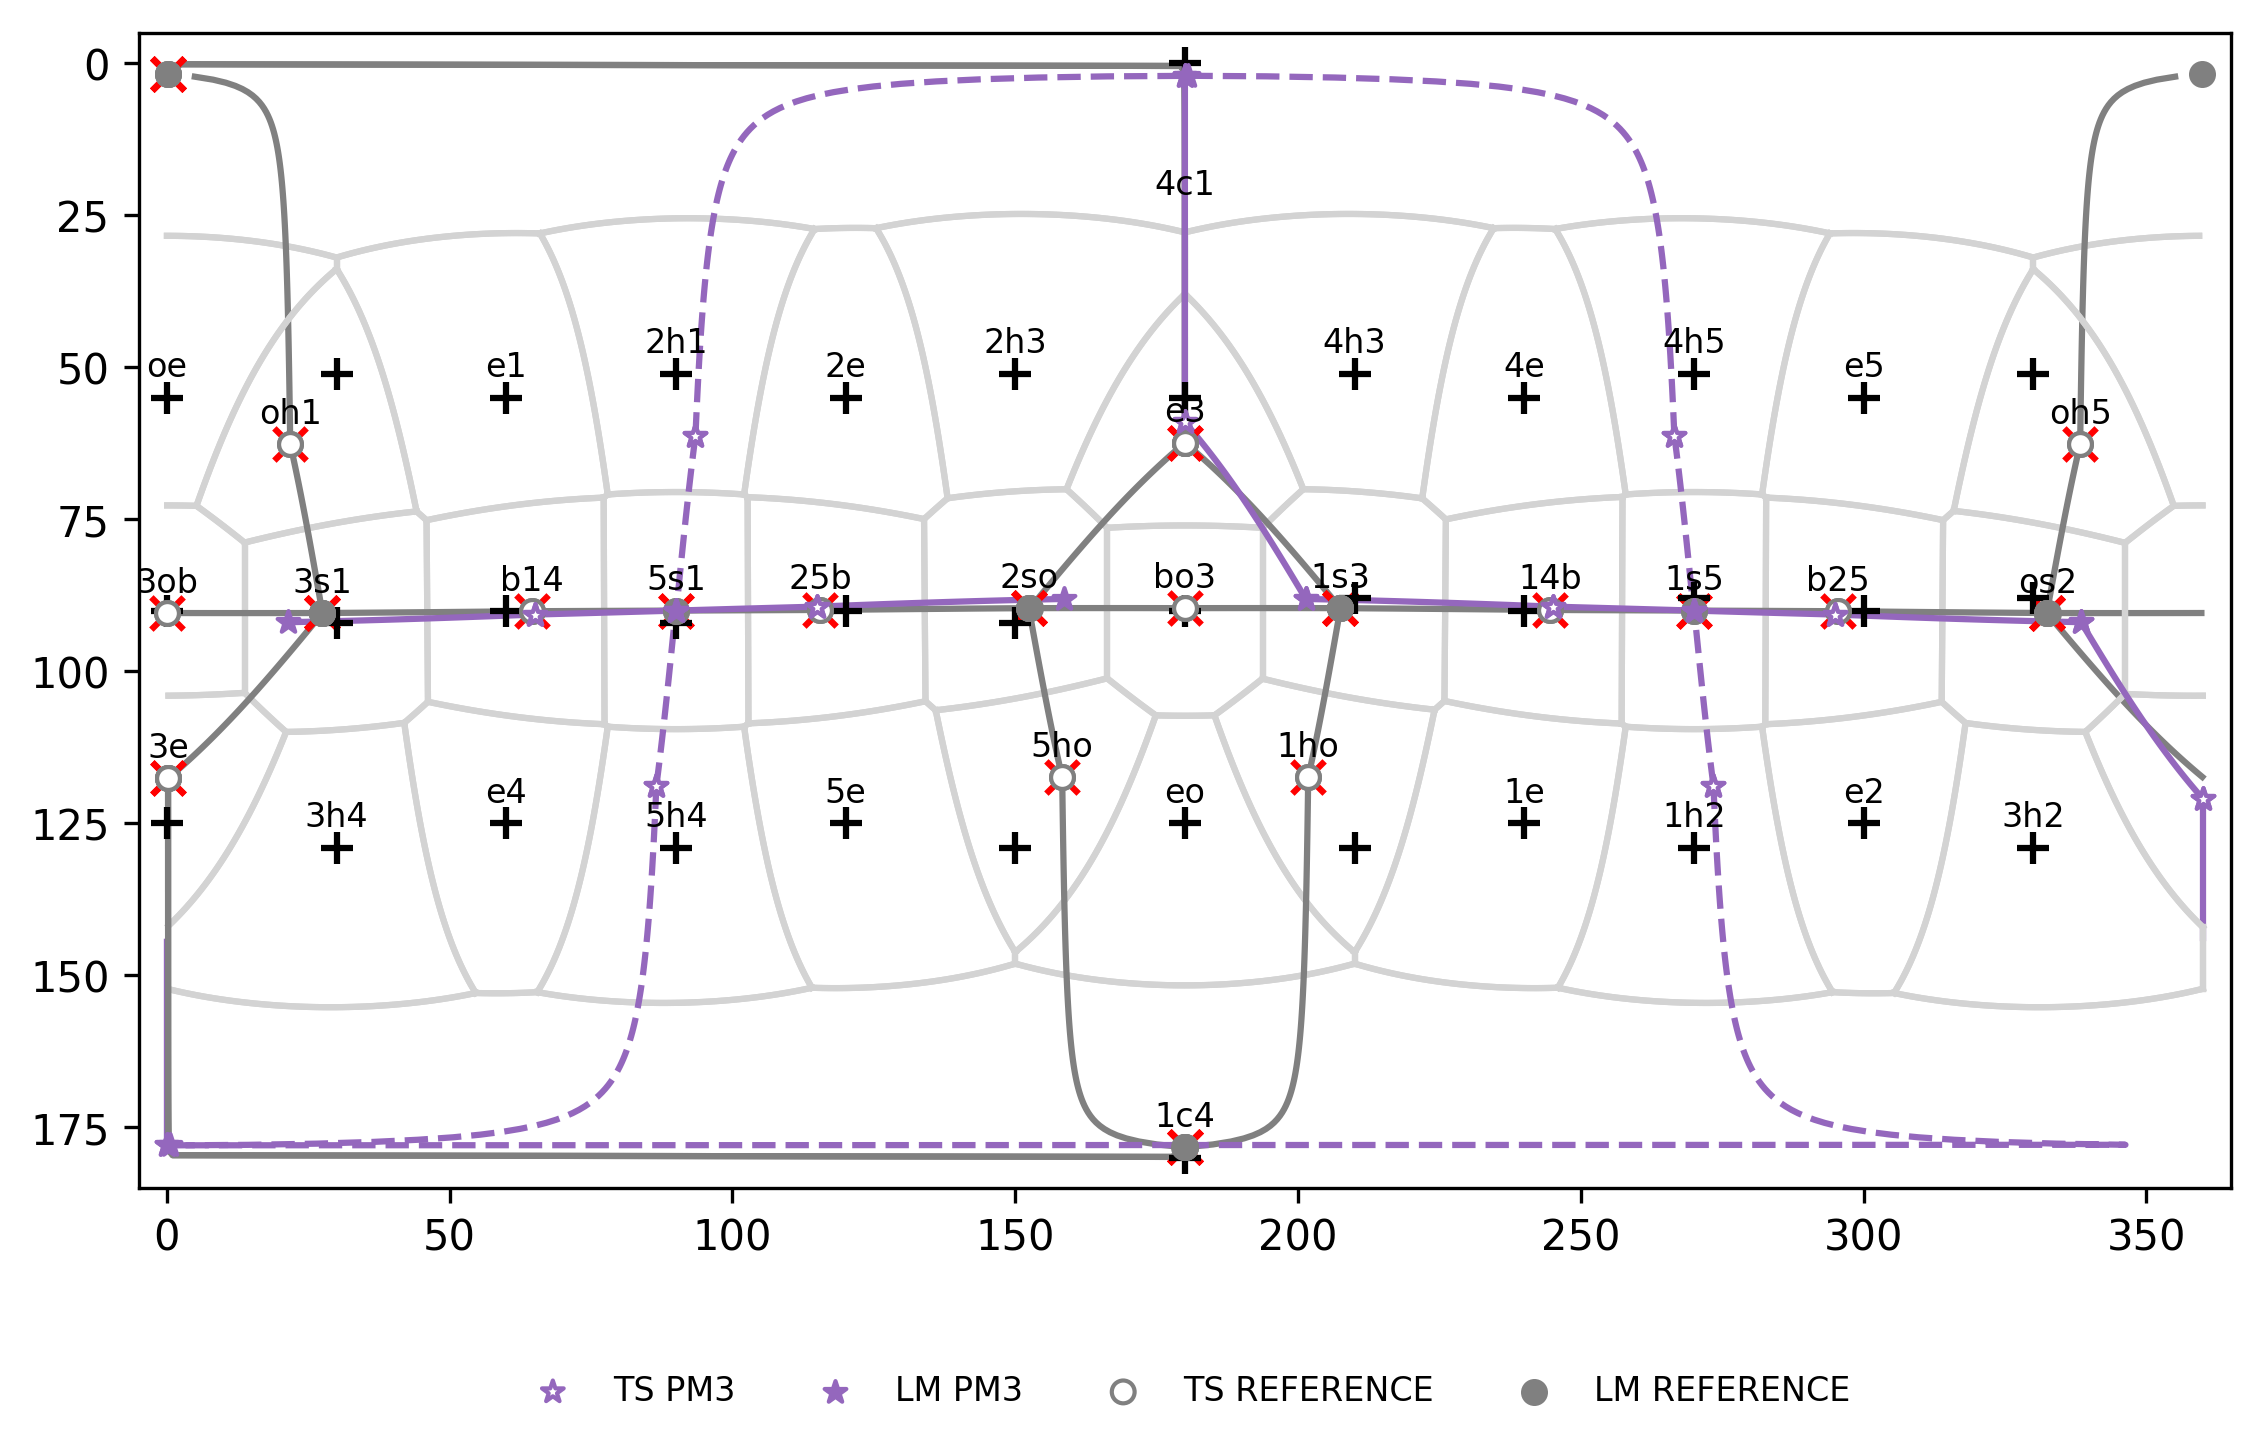 0
4c1
25
2h1 2h3 4h3 4h5
oe e1 2e 4e e5
50
oh1 e3 oh5
75
3ob 3s1 b14 5s1 25b 2so bo3 1s3 14b 1s5 b25 os2
100
3e 5ho 1ho
e4 5e eo 1e e2
3h4 5h4 1h2 3h2
125
150
1c4
175
0 50 100 150 200 250 300 350
TS PM3 LM PM3 TS REFERENCE LM REFERENCE